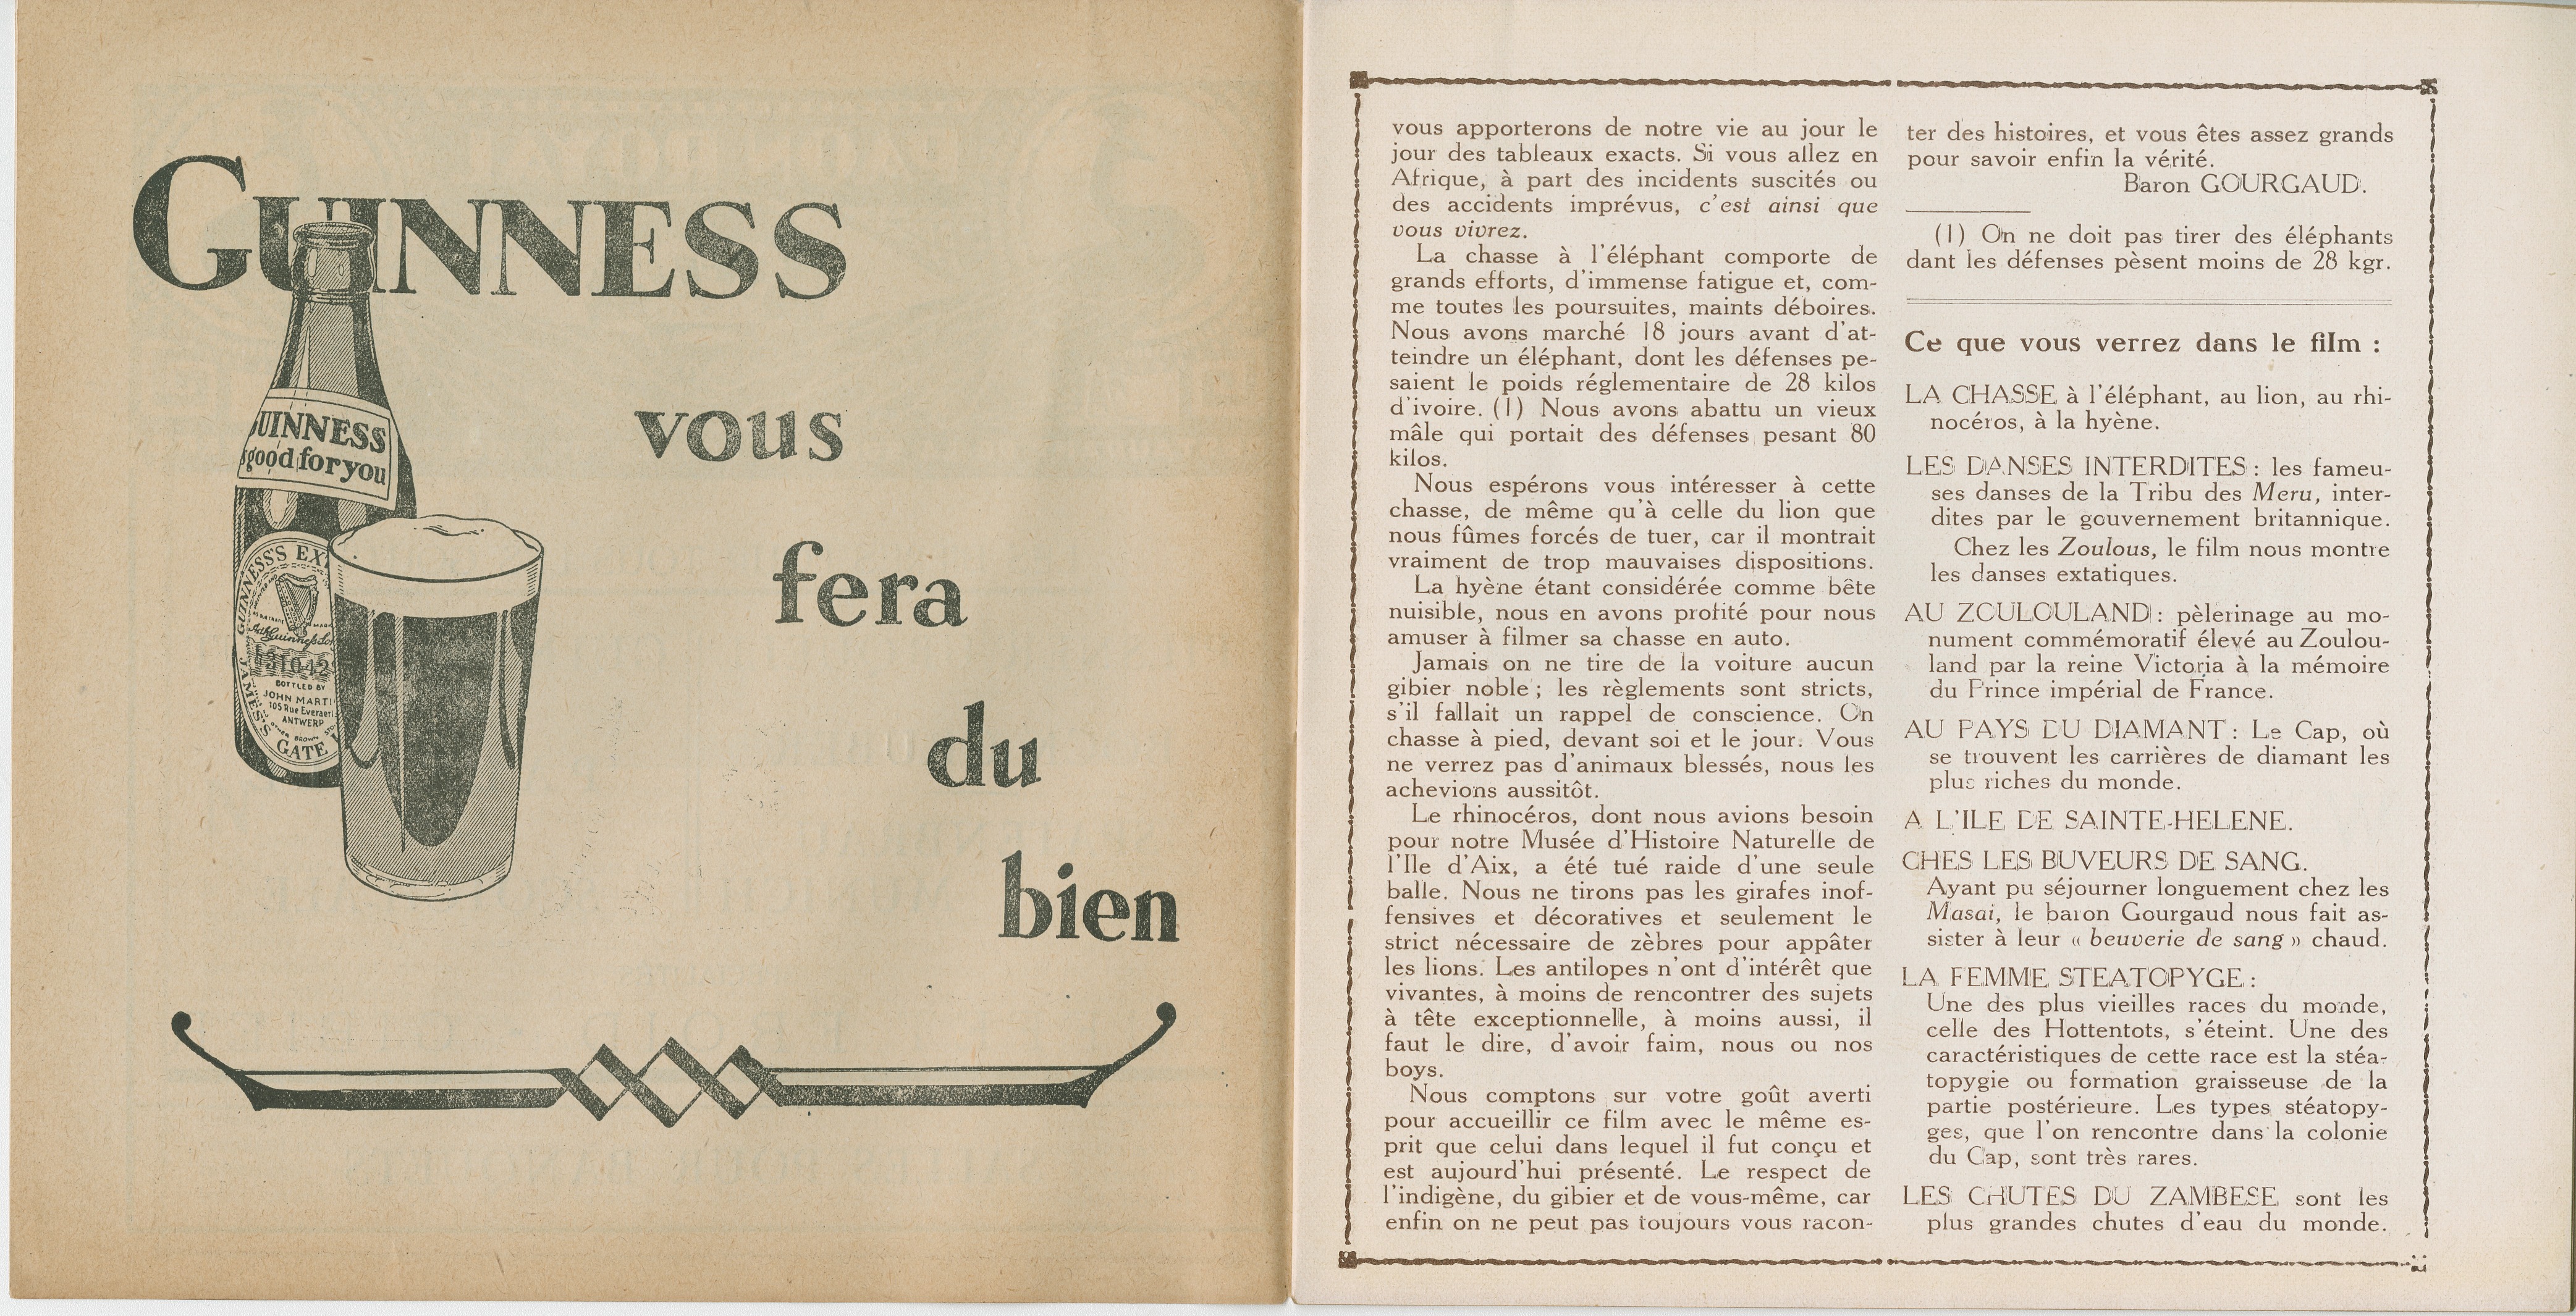 GUINNESS
vous
fera
du
bien
UINNESS
good for you
GUINNESS'S EX
JAMES'S GATE
BOTTLED BY
JOHN MARTI
105 Rue Everaert
ANTWERP
vous apporterons de notre vie au jour le
jour des tableaux exacts. Si vous allez en
Afrique, à part des incidents suscités ou
des accidents imprévus, c'est ainsi que
vous vivrez.
La chasse à l'éléphant comporte de
grands efforts, d'immense fatigue et, com-
me toutes les poursuites, maints déboires.
Nous avons marché 18 jours avant d'at-
teindre un éléphant, dont les défenses pe-
saient le poids réglementaire de 28 kilos
d'ivoire. (1) Nous avons abattu un vieux
mâle qui portait des défenses pesant 80
kilos.
Nous espérons vous intéresser à cette
chasse, de même qu'à celle du lion que
nous fûmes forcés de tuer, car il montrait
vraiment de trop mauvaises dispositions.
La hyène étant considérée comme bête
nuisible, nous en avons profité pour nous
amuser à filmer sa chasse en auto.
Jamais on ne tire de la voiture aucun
gibier noble ; les règlements sont stricts,
s'il fallait un rappel de conscience. On
chasse à pied, devant soi et le jour. Vous
ne verrez pas d'animaux blessés, nous les
achevions aussitôt.
Le rhinocéros, dont nous avions besoin
pour notre Musée d'Histoire Naturelle de
l'Ile d'Aix, a été tué raide d'une seule
balle. Nous ne tirons pas les girafes inof-
fensives et décoratives et seulement le
strict nécessaire de zèbres pour appâter
les lions. Les antilopes n'ont d'intérêt que
vivantes, à moins de rencontrer des sujets
à tête exceptionnelle, à moins aussi, il
faut le dire, d'avoir faim, nous ou nos
boys.
Nous comptons sur votre goût averti
pour accueillir ce film avec le même es-
prit que celui dans lequel il fut conçu et
est aujourd'hui présenté. Le respect de
l'indigène, du gibier et de vous-même, car
enfin on ne peut pas toujours vous racon-
ter des histoires, et vous êtes assez grands
pour savoir enfin la vérité.
Baron GOURGAUD.
(1) On ne doit pas tirer des éléphants
dant les défenses pèsent moins de 28 kgr.
Ce que vous verrez dans le film :
LA CHASSE à l'éléphant, au lion, au rhi-
nocéros, à la hyène.
LES DANSES INTERDITES : les fameu-
ses danses de la Tribu des Meru, inter-
dites par le gouvernement britannique.
Chez les Zoulous, le film nous montre
les danses extatiques.
AU ZOULOULAND : pèlerinage au mo-
nument commémoratif élevé au Zoulou-
land par la reine Victoria à la mémoire
du Prince impérial de France.
AU PAYS DU DIAMANT : Le Cap, où
se trouvent les carrières de diamant les
plus riches du monde.
A L'ILE DE SAINTE-HELENE.
CHES LES BUVEURS DE SANG.
Ayant pu séjourner longuement chez les
Masai, le baron Gourgaud nous fait as-
sister à leur « beuverie de sang » chaud.
LA FEMME STEATOPYGE :
Une des plus vieilles races du monde,
celle des Hottentots, s'éteint. Une des
caractéristiques de cette race est la stéa-
topygie ou formation graisseuse de la
partie postérieure. Les types stéatopy-
ges, que l'on rencontre dans la colonie
du Cap, sont très rares.
LES CHUTES DU ZAMBESE sont les
plus grandes chutes d'eau du monde.